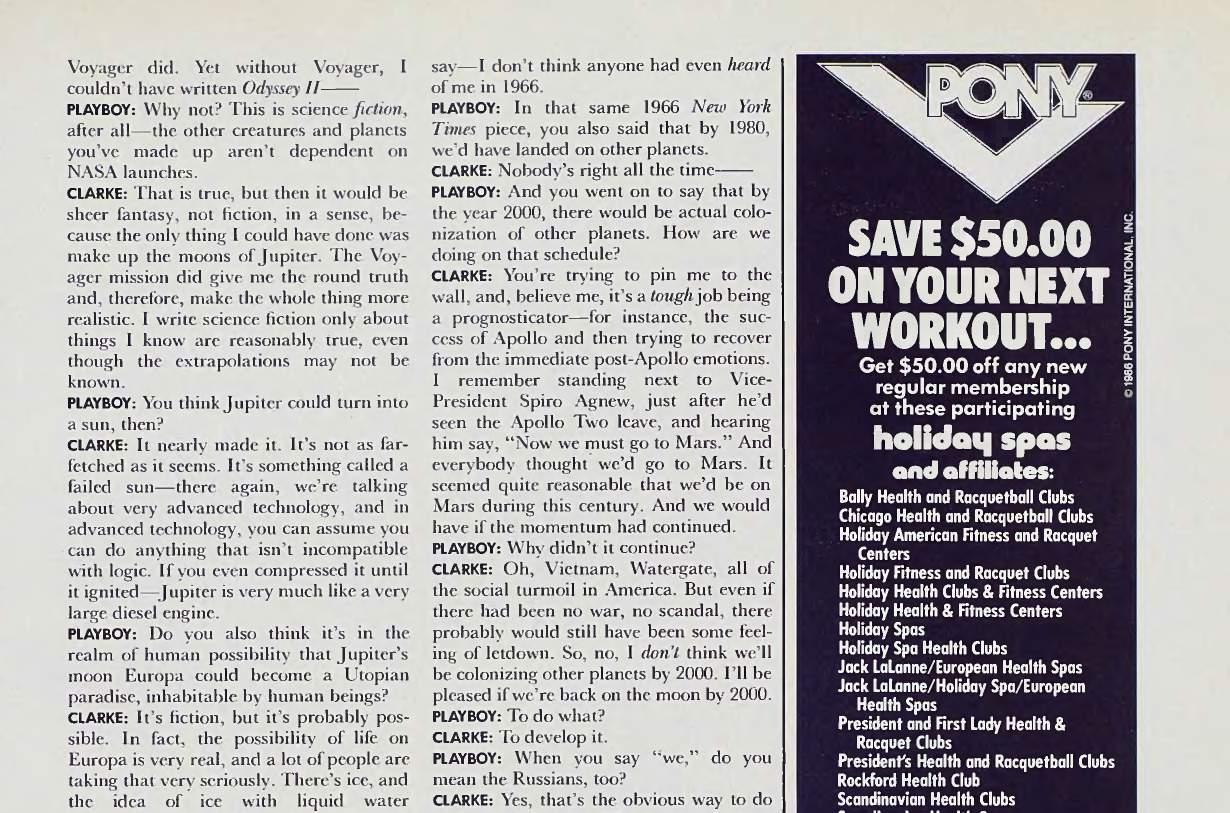 Voyager did. Yet without Voyager, I
couldn't have written Odyssey II——
PLAYBOY: Why not? This is science fiction,
after all—the other creatures and planets
you've made up aren't dependent on
NASA launches.
CLARKE: That is true, but then it would be
sheer fantasy, not fiction, in a sense, be-
cause the only thing I could have done was
make up the moons of Jupiter. The Voy-
ager mission did give me the round truth
and, therefore, make the whole thing more
realistic. I write science fiction only about
things I know are reasonably true, even
though the extrapolations may not be
known.
PLAYBOY: You think Jupiter could turn into
a sun, then?
CLARKE: It nearly made it. It's not as far-
fetched as it seems. It's something called a
failed sun—there again, we're talking
about very advanced technology, and in
advanced technology, you can assume you
can do anything that isn't incompatible
with logic. If you even compressed it until
it ignited—Jupiter is very much like a very
large diesel engine.
PLAYBOY: Do you also think it's in the
realm of human possibility that Jupiter's
moon Europa could become a Utopian
paradise, inhabitable by human beings?
CLARKE: It's fiction, but it's probably pos-
sible. In fact, the possibility of life on
Europa is very real, and a lot of people are
taking that very seriously. There's ice, and
the idea of ice with liquid water
say—I don't think anyone had even heard
of me in 1966.
PLAYBOY: In that same 1966 New York
Times piece, you also said that by 1980,
we'd have landed on other planets.
CLARKE: Nobody's right all the time——
PLAYBOY: And you went on to say that by
the year 2000, there would be actual colo-
nization of other planets. How are we
doing on that schedule?
CLARKE: You're trying to pin me to the
wall, and, believe me, it's a tough job being
a prognosticator—for instance, the suc-
cess of Apollo and then trying to recover
from the immediate post-Apollo emotions.
I remember standing next to Vice-
President Spiro Agnew, just after he'd
seen the Apollo Two leave, and hearing
him say, "Now we must go to Mars." And
everybody thought we'd go to Mars. It
seemed quite reasonable that we'd be on
Mars during this century. And we would
have if the momentum had continued.
PLAYBOY: Why didn't it continue?
CLARKE: Oh, Vietnam, Watergate, all of
the social turmoil in America. But even if
there had been no war, no scandal, there
probably would still have been some feel-
ing of letdown. So, no, I don't think we'll
be colonizing other planets by 2000. I'll be
pleased if we're back on the moon by 2000.
PLAYBOY: To do what?
CLARKE: To develop it.
PLAYBOY: When you say "we," do you
mean the Russians, too?
CLARKE: Yes, that's the obvious way to do
PONY®
SAVE $50.00
ON YOUR NEXT
WORKOUT...
Get $50.00 off any new
regular membership
at these participating
holiday spas
and affiliates:
Bally Health and Racquetball Clubs
Chicago Health and Racquetball Clubs
Holiday American Fitness and Racquet
Centers
Holiday Fitness and Racquet Clubs
Holiday Health Clubs & Fitness Centers
Holiday Health & Fitness Centers
Holiday Spas
Holiday Spa Health Clubs
Jack LaLanne/European Health Spas
Jack LaLanne/Holiday Spa/European
Health Spas
President and First Lady Health &
Racquet Clubs
President's Health and Racquetball Clubs
Rockford Health Club
Scandinavian Health Clubs
© 1986 PONY INTERNATIONAL, INC.